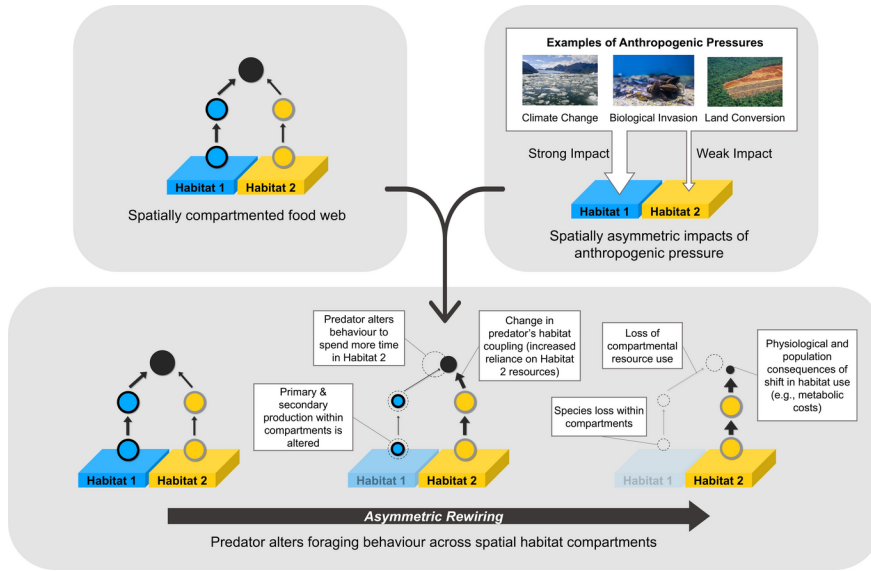 Examples of Anthropogenic Pressures
Climate Change
Biological Invasion
Land Conversion
Strong Impact
Weak Impact
Habitat 1
Habitat 2
Spatially compartmented food web
Habitat 1
Habitat 2
Spatially asymmetric impacts of
anthropogenic pressure
Predator alters
behaviour to
spend more time
in Habitat 2
Change in
predator's habitat
coupling (increased
reliance on Habitat
2 resources)
Primary &
secondary
production within
compartments is
altered
Loss of
compartmental
resource use
Physiological and
population
consequences of
shift in habitat use
(e.g., metabolic
costs)
Species loss within
compartments
Habitat 1
Habitat 2
Habitat 1
Habitat 2
Habitat 1
Habitat 2
Asymmetric Rewiring
Predator alters foraging behaviour across spatial habitat compartments